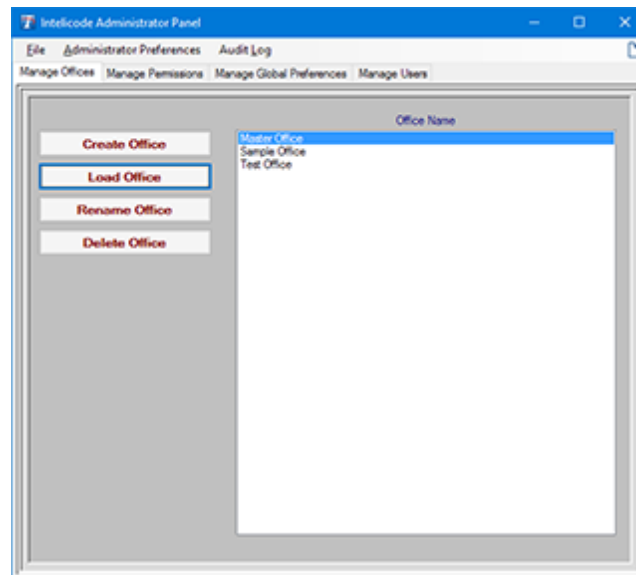 Intelicode Administrator Panel
File Administrator Preferences Audit Log
Manage Offices Manage Permissions Manage Global Preferences Manage Users
Office Name
Create Office
Load Office
Rename Office
Delete Office
Master Office
Sample Office
Test Office